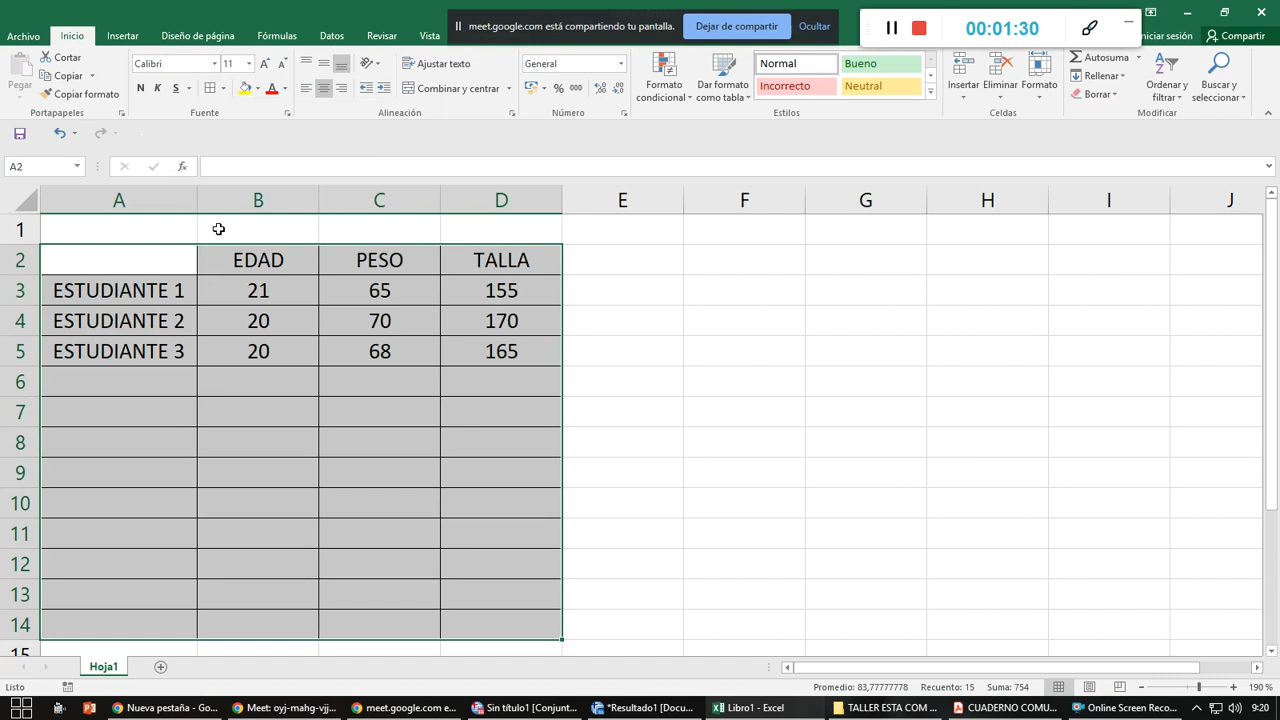 meet.google.com está compartiendo tu pantalla. Dejar de compartir Ocultar
00:01:30
Archivo Inicio Insertar Diseño de página Fórmulas Datos Revisar Vista iniciar sesión Compartir
Pegar Cortar Copiar Copiar formato
Portapapeles
Calibri 11
N K S A A A
Fuente
Ajustar texto
Combinar y centrar
Alineación
General
% 000
Número
Formato condicional
Dar formato como tabla
Normal Bueno
Incorrecto Neutral
Estilos
Insertar Eliminar Formato
Celdas
Autosuma
Rellenar
Borrar
Ordenar y filtrar
Buscar y seleccionar
Modificar
A2 fx
A B C D E F G H I J
1
2 EDAD PESO TALLA
3 ESTUDIANTE 1 21 65 155
4 ESTUDIANTE 2 20 70 170
5 ESTUDIANTE 3 20 68 165
6
7
8
9
10
11
12
13
14
15
Hoja1
Listo Promedio: 83,77777778 Recuento: 15 Suma: 754 190 %
Nueva pestaña - Go... Meet: oyj-mahg-vjj... meet.google.com e... Sin título1 [Conjunt... *Resultado1 [Docu... Libro1 - Excel TALLER ESTA COM ... CUADERNO COMU... Online Screen Reco... 9:20